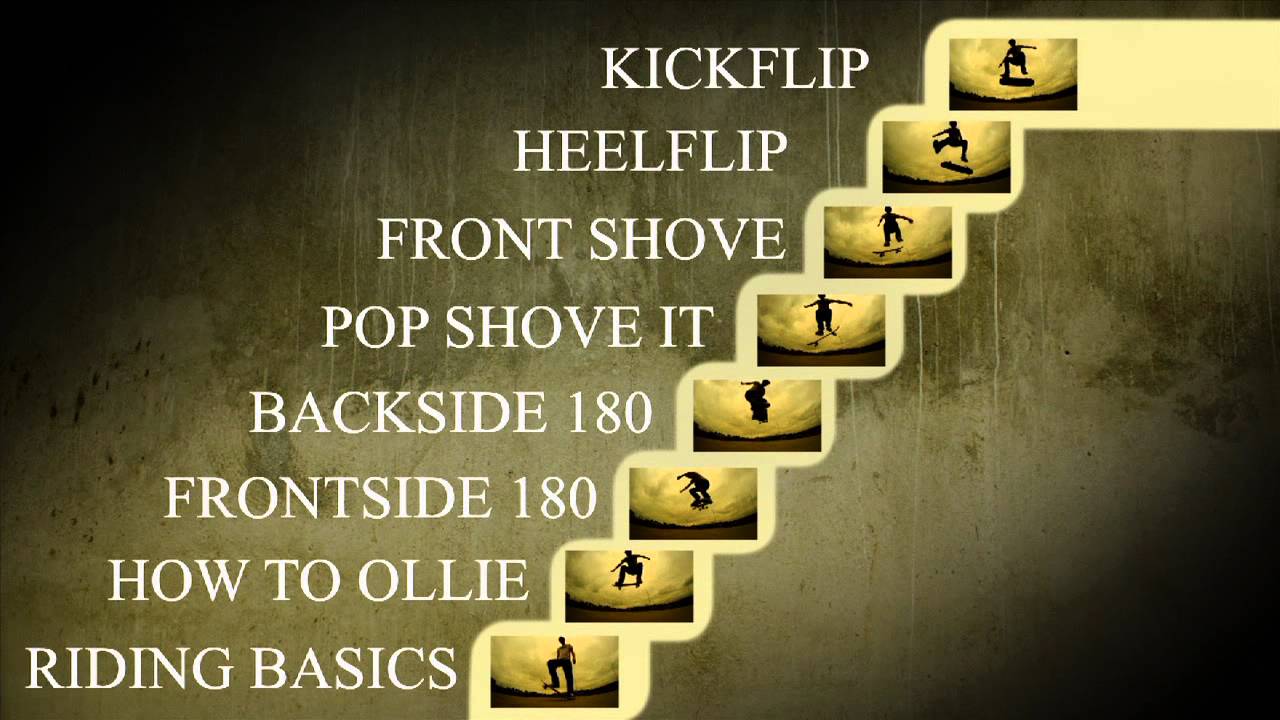 KICKFLIP
HEELFLIP
FRONT SHOVE
POP SHOVE IT
BACKSIDE 180
FRONTSIDE 180
HOW TO OLLIE
RIDING BASICS